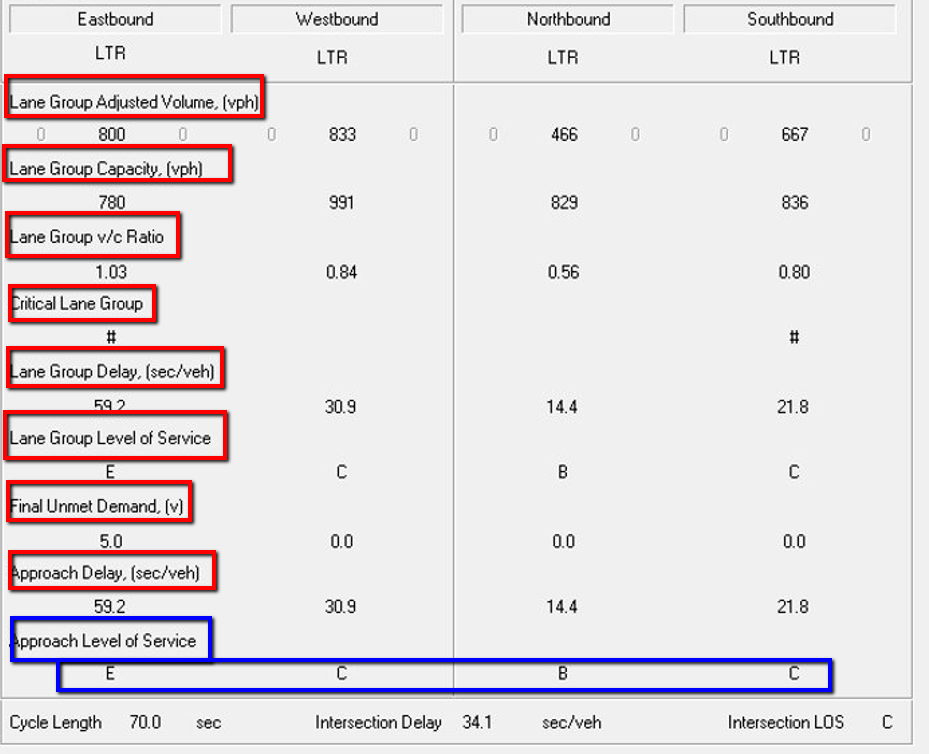 Eastbound Westbound Northbound Southbound
LTR LTR LTR LTR
Lane Group Adjusted Volume, (vph)
0 800 0 0 833 0 0 466 0 0 667 0
Lane Group Capacity, (vph)
780 991 829 836
Lane Group v/c Ratio
1.03 0.84 0.56 0.80
Critical Lane Group
# #
Lane Group Delay, (sec/veh)
59.2 30.9 14.4 21.8
Lane Group Level of Service
E C B C
Final Unmet Demand, (v)
5.0 0.0 0.0 0.0
Approach Delay, (sec/veh)
59.2 30.9 14.4 21.8
Approach Level of Service
E C B C
Cycle Length 70.0 sec Intersection Delay 34.1 sec/veh Intersection LOS C